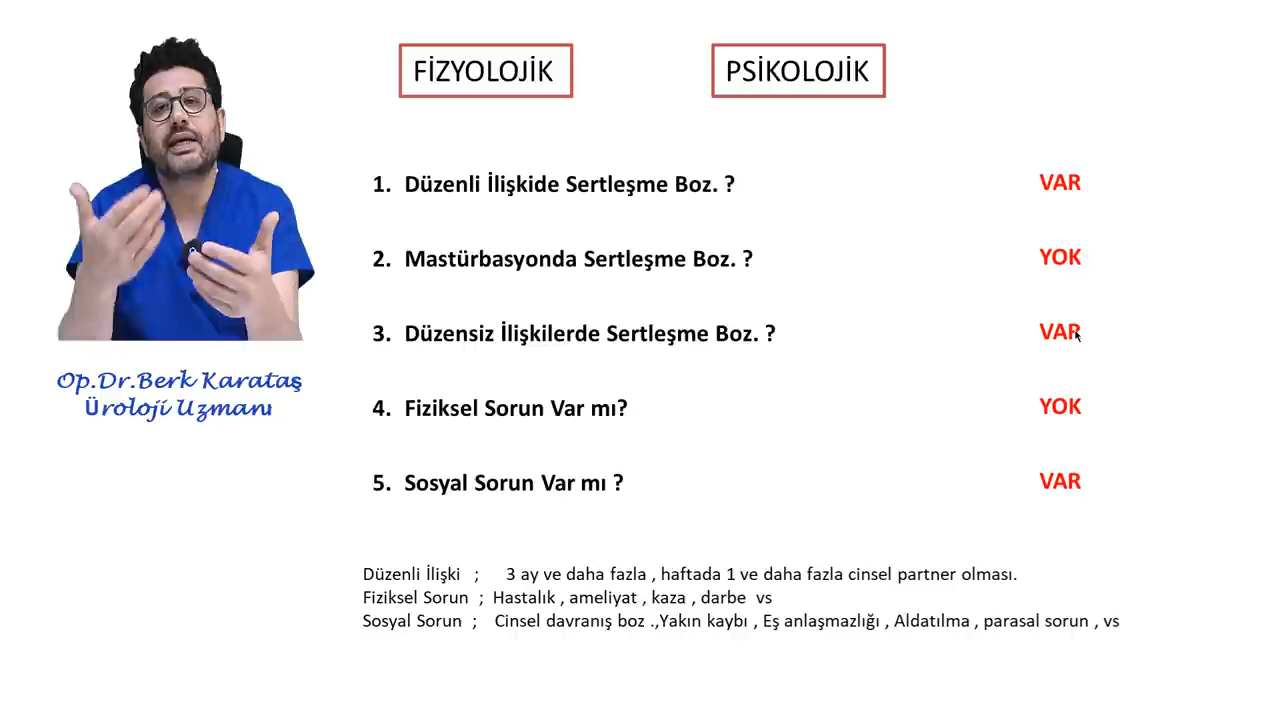 FİZYOLOJİK
PSİKOLOJİK
1. Düzenli İlişkide Sertleşme Boz. ? VAR
2. Mastürbasyonda Sertleşme Boz. ? YOK
3. Düzensiz İlişkilerde Sertleşme Boz. ? VAR
4. Fiziksel Sorun Var mı? YOK
5. Sosyal Sorun Var mı ? VAR
Op.Dr.Berk Karataş
Üroloji Uzmanı
Düzenli İlişki ; 3 ay ve daha fazla , haftada 1 ve daha fazla cinsel partner olması.
Fiziksel Sorun ; Hastalık , ameliyat , kaza , darbe vs
Sosyal Sorun ; Cinsel davranış boz .,Yakın kaybı , Eş anlaşmazlığı , Aldatılma , parasal sorun , vs